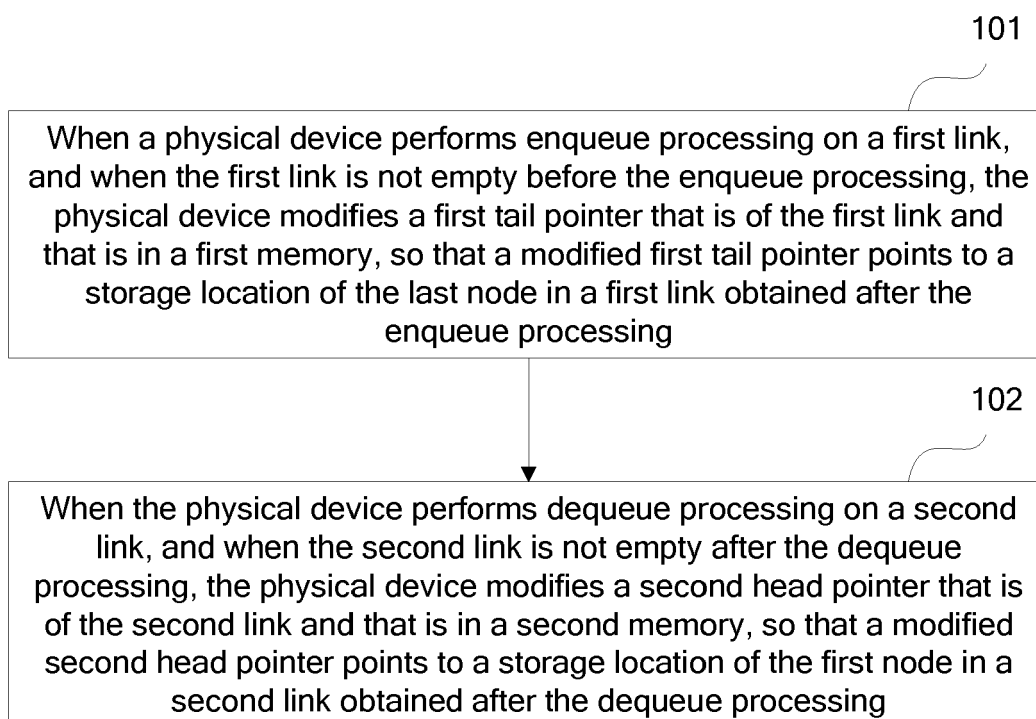 101
When a physical device performs enqueue processing on a first link,
and when the first link is not empty before the enqueue processing, the
physical device modifies a first tail pointer that is of the first link and
that is in a first memory, so that a modified first tail pointer points to a
storage location of the last node in a first link obtained after the
enqueue processing
102
When the physical device performs dequeue processing on a second
link, and when the second link is not empty after the dequeue
processing, the physical device modifies a second head pointer that is
of the second link and that is in a second memory, so that a modified
second head pointer points to a storage location of the first node in a
second link obtained after the dequeue processing